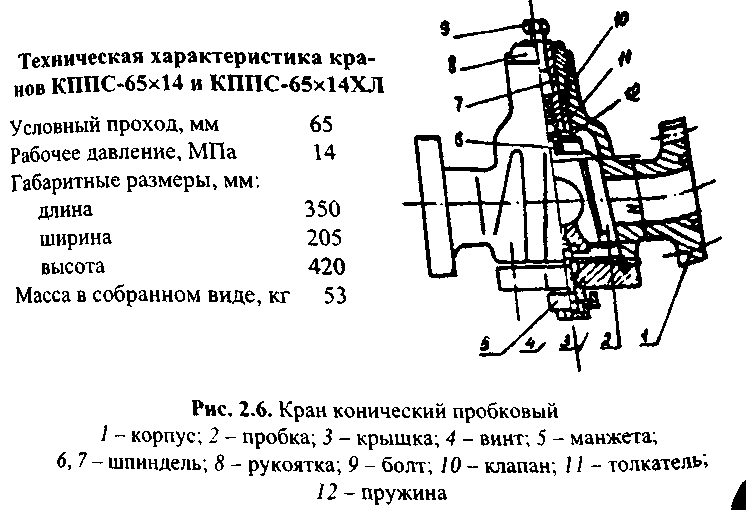 Техническая характеристика кра-
нов КППС-65×14 и КППС-65×14ХЛ
Условный проход, мм 65
Рабочее давление, МПа 14
Габаритные размеры, мм:
длина 350
ширина 205
высота 420
Масса в собранном виде, кг 53
9
10
8
11
7
12
6
5 4 3 2 1
Рис. 2.6. Кран конический пробковый
1 – корпус; 2 – пробка; 3 – крышка; 4 – винт; 5 – манжета;
6, 7 – шпиндель; 8 – рукоятка; 9 – болт; 10 – клапан; 11 – толкатель;
12 – пружина